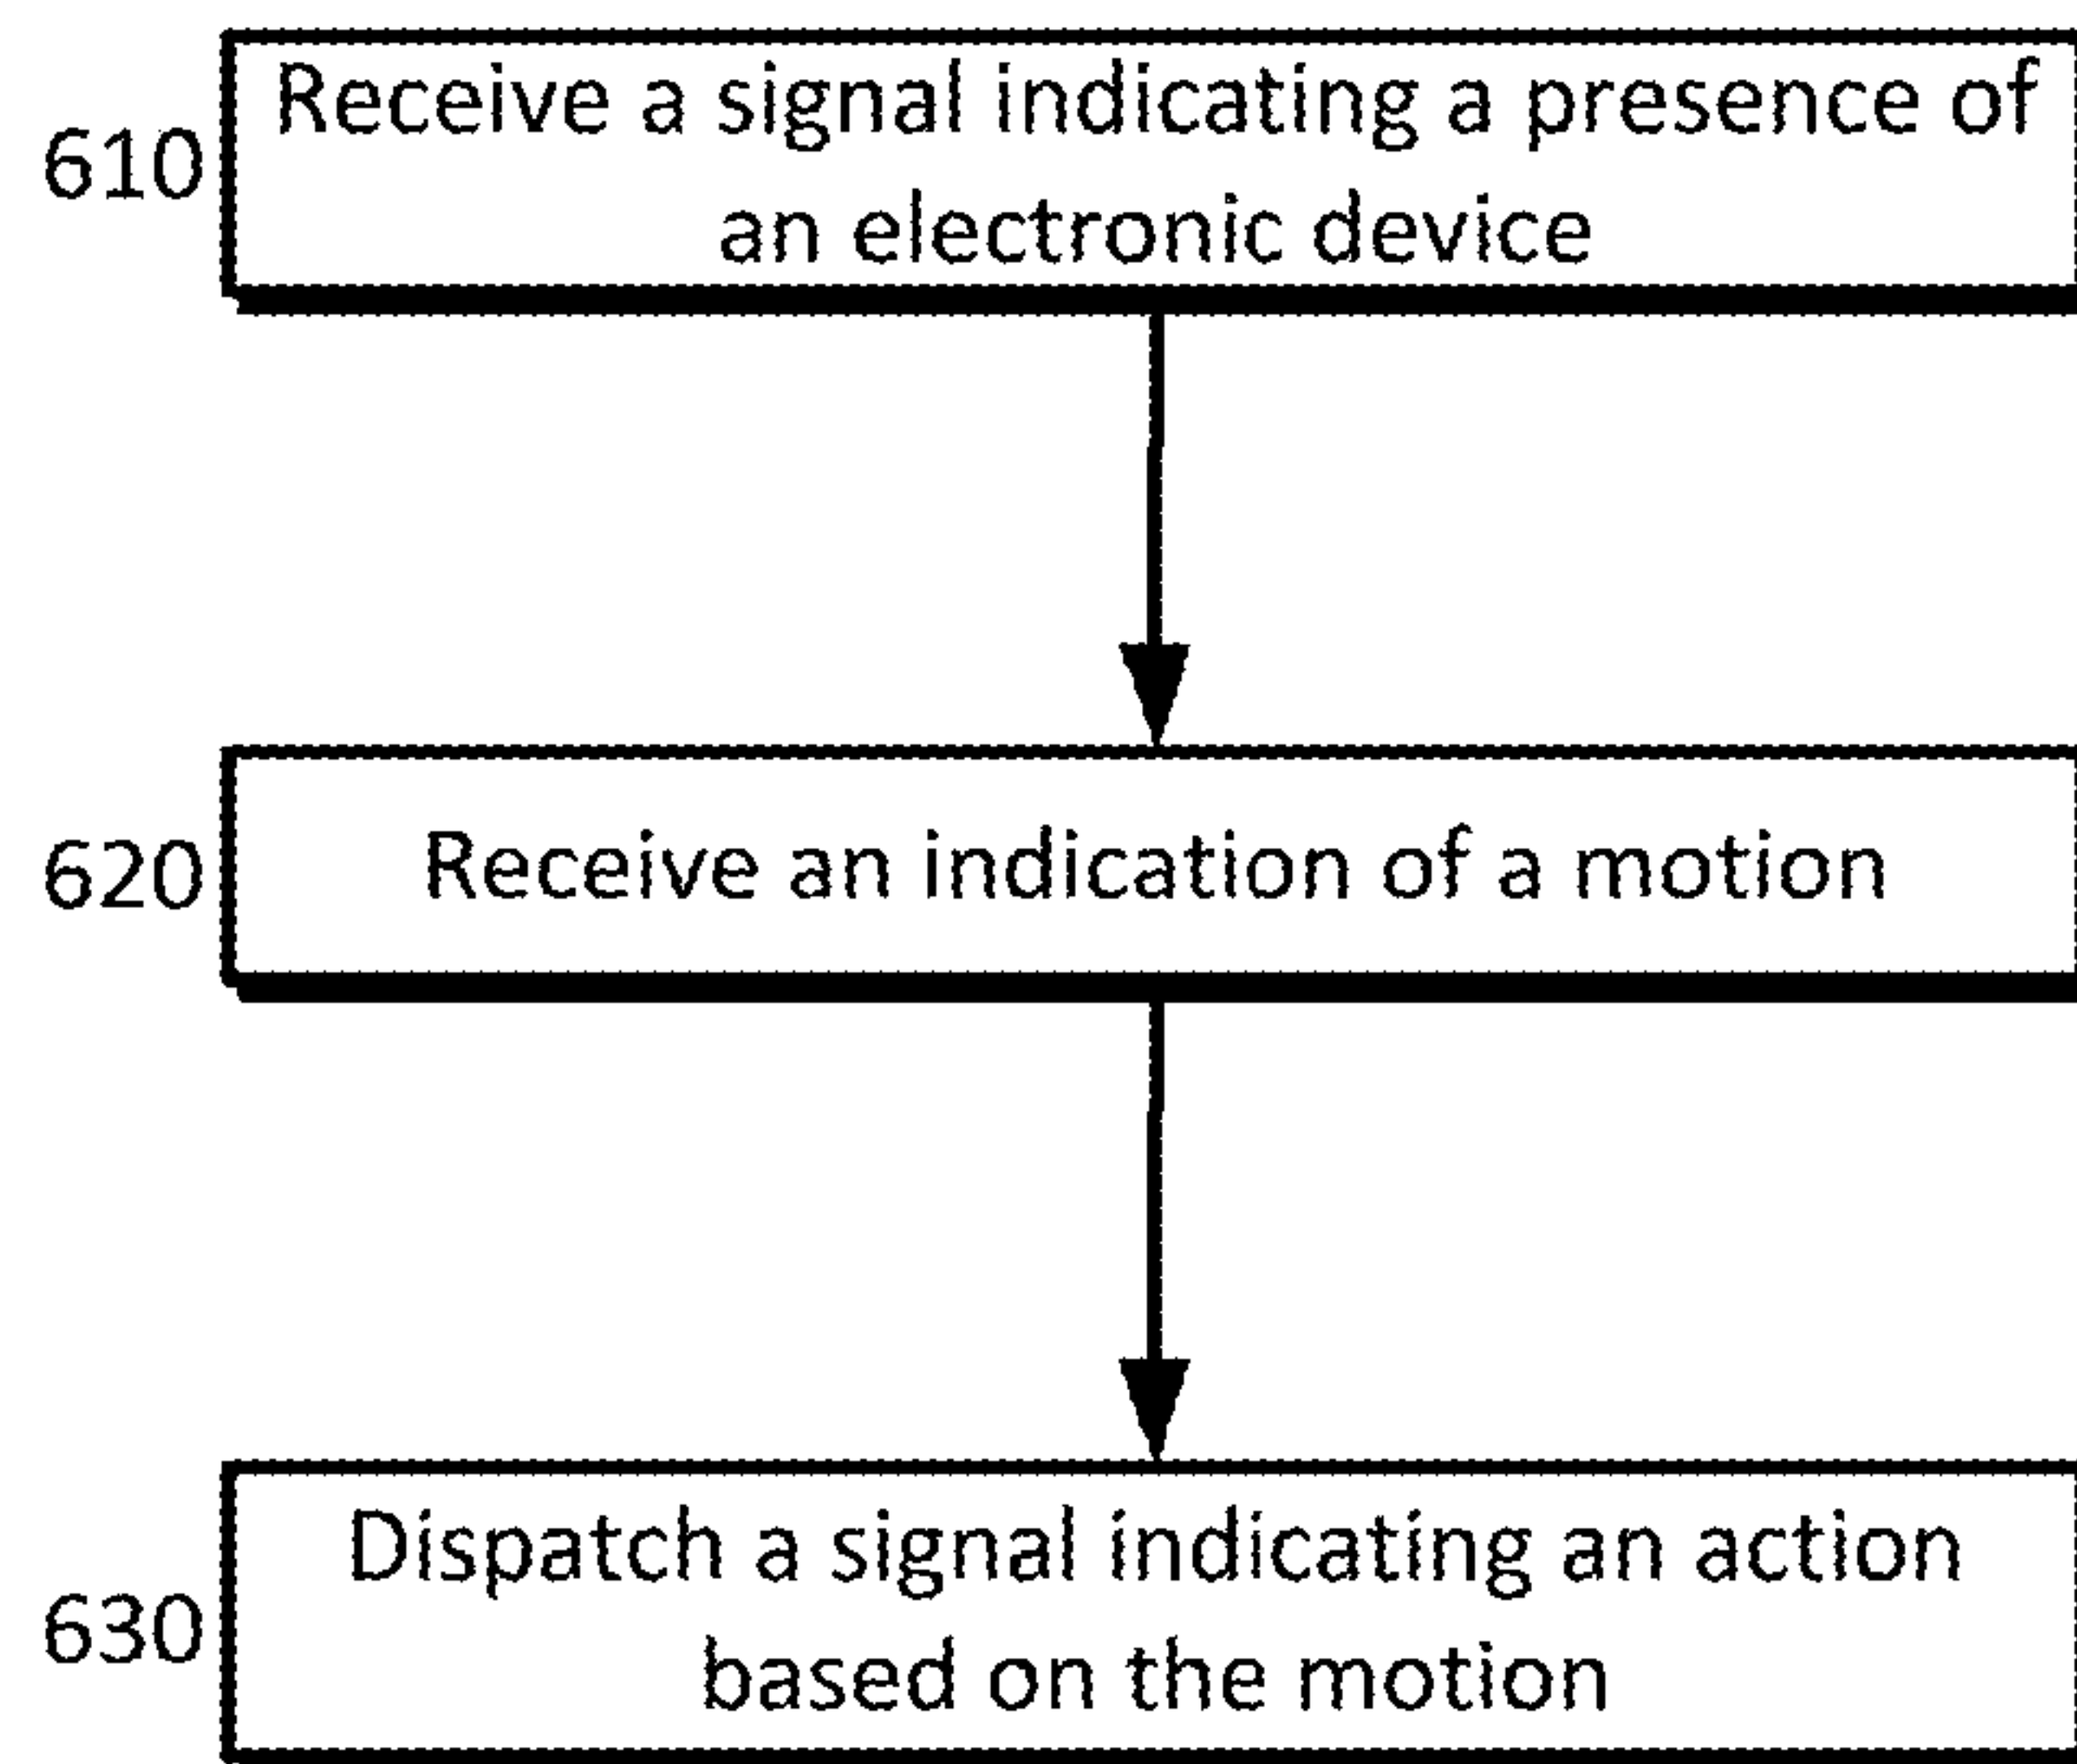 610
Receive a signal indicating a presence of
an electronic device
620
Receive an indication of a motion
630
Dispatch a signal indicating an action
based on the motion